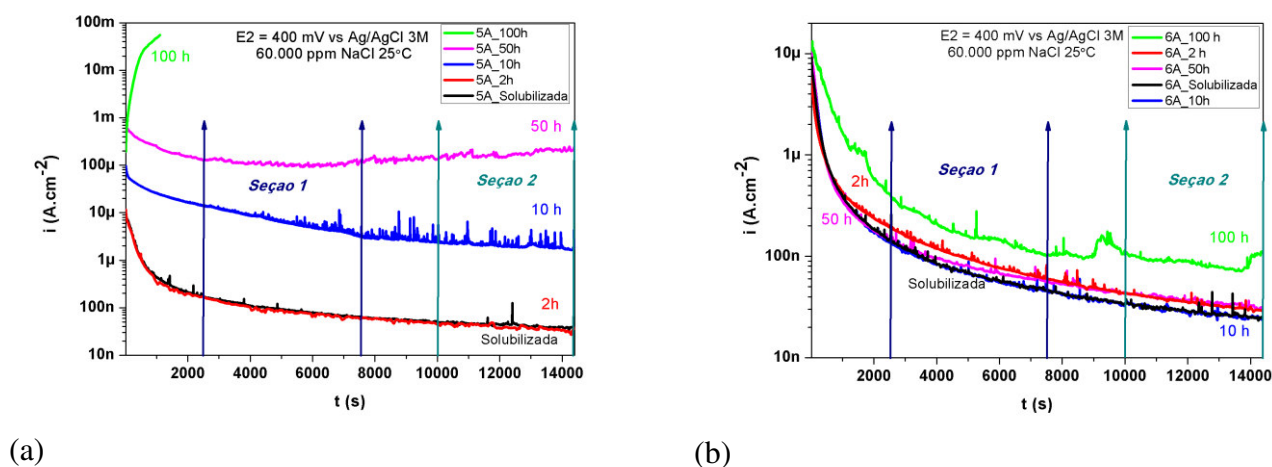 100m
10m
1m
100µ
10µ
1µ
100n
10n
i (A.cm⁻²)
E2 = 400 mV vs Ag/AgCl 3M
60.000 ppm NaCl 25°C
5A_100h
5A_50h
5A_10h
5A_2h
5A_Solubilizada
100 h
50 h
Seçao 1
Seçao 2
10 h
2h
Solubilizada
2000 4000 6000 8000 10000 12000 14000
t (s)
(a)
10µ
1µ
100n
10n
i (A.cm⁻²)
E2 = 400 mV vs Ag/AgCl 3M
60.000 ppm NaCl 25°C
6A_100 h
6A_2 h
6A_50h
6A_Solubilizada
6A_10h
2h
Seçao 1
Seçao 2
50 h
100 h
Solubilizada
10 h
2000 4000 6000 8000 10000 12000 14000
t (s)
(b)